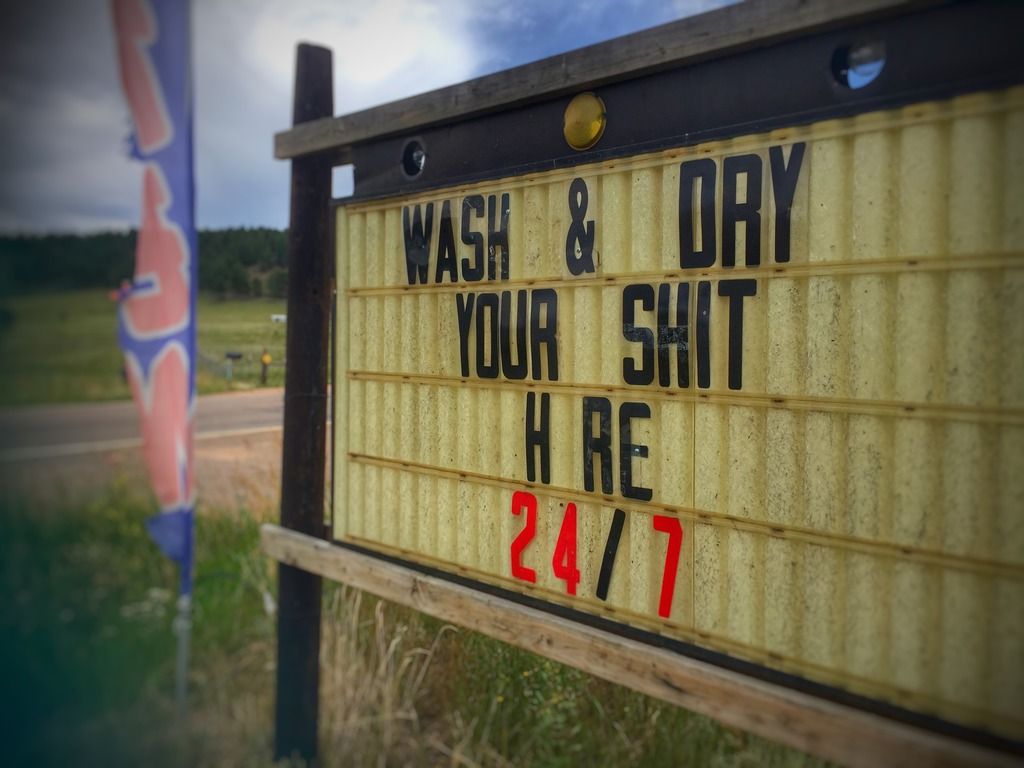 WASH & DRY
YOUR SHIT
H RE
24/7